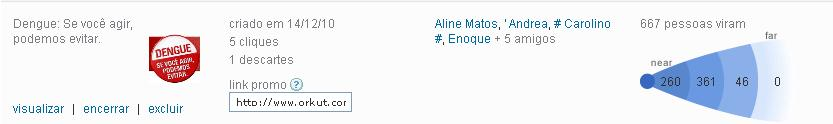 Dengue: Se você agir,
podemos evitar.
DENGUE
SE VOCÊ AGIR,
PODEMOS
EVITAR
visualizar | encerrar | excluir
criado em 14/12/10
5 cliques
1 descartes
link promo ?
http://www.orkut.cor
Aline Matos, 'Andrea, # Carolino
#, Enoque + 5 amigos
667 pessoas viram
far
near
260 361 46 0